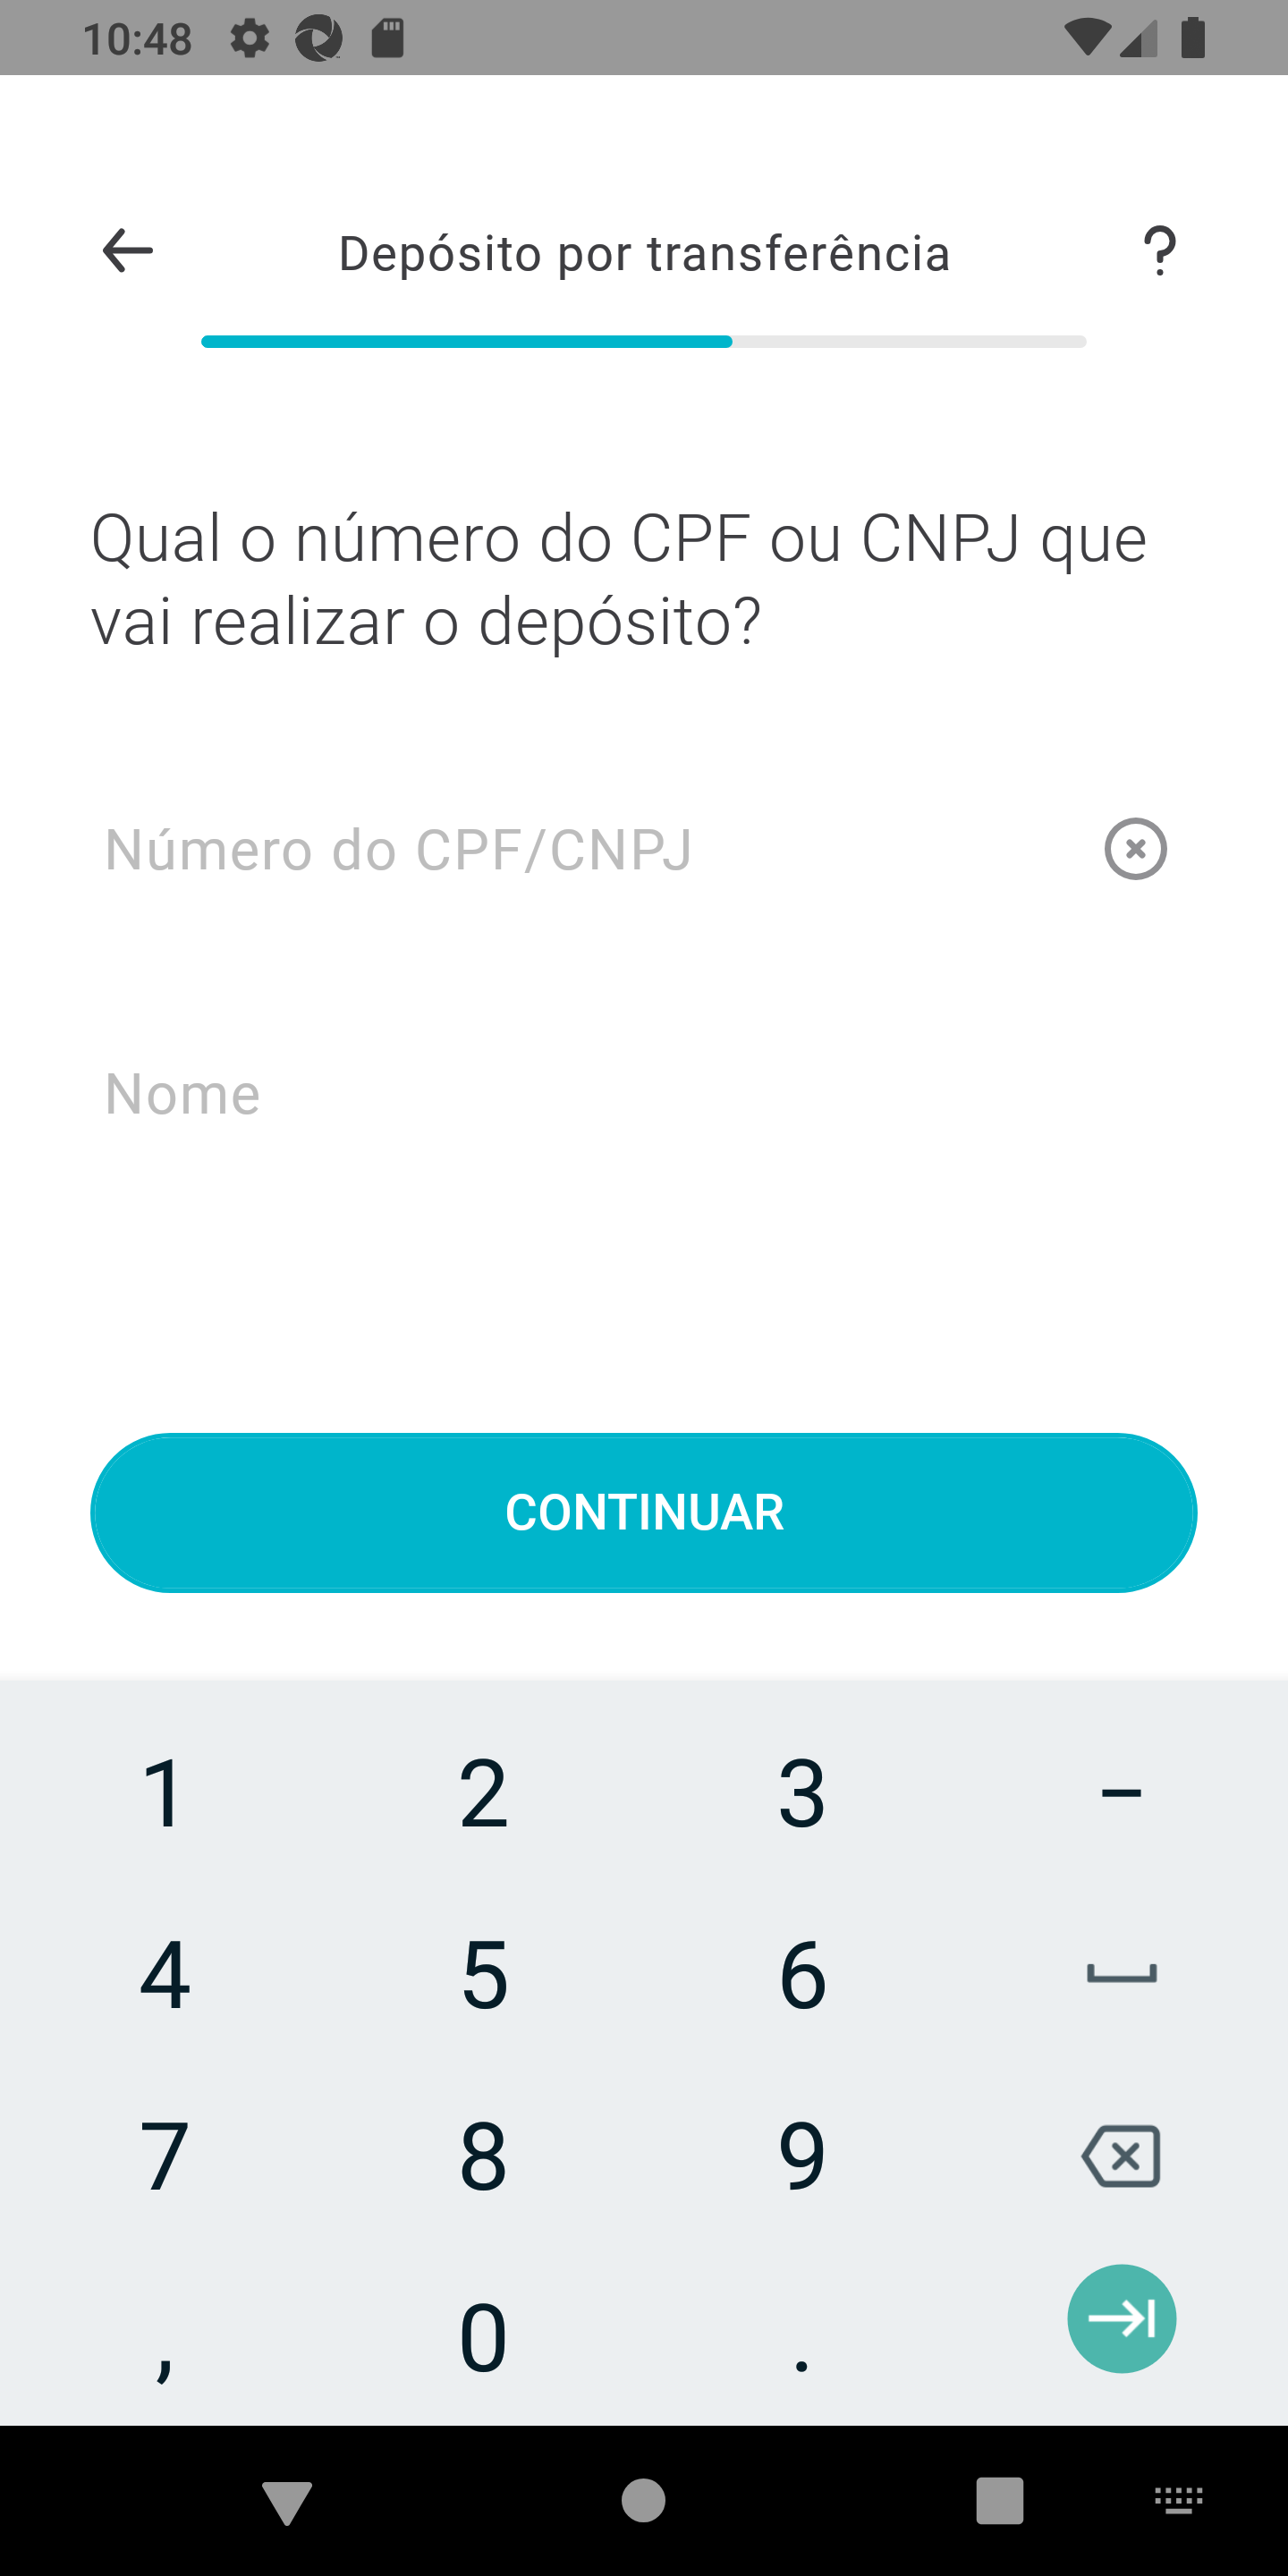 10:48
Depósito por transferência
Qual o número do CPF ou CNPJ que
vai realizar o depósito?
Número do CPF/CNPJ
Nome
CONTINUAR
1 2 3 –
4 5 6
7 8 9
, 0 .